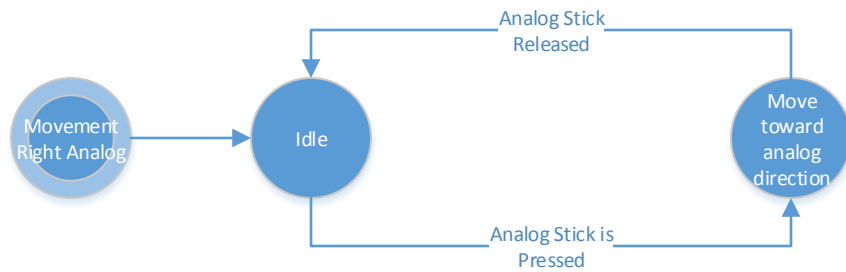 Analog Stick
Released
Movement
Right Analog
Idle
Move
toward
analog
direction
Analog Stick is
Pressed